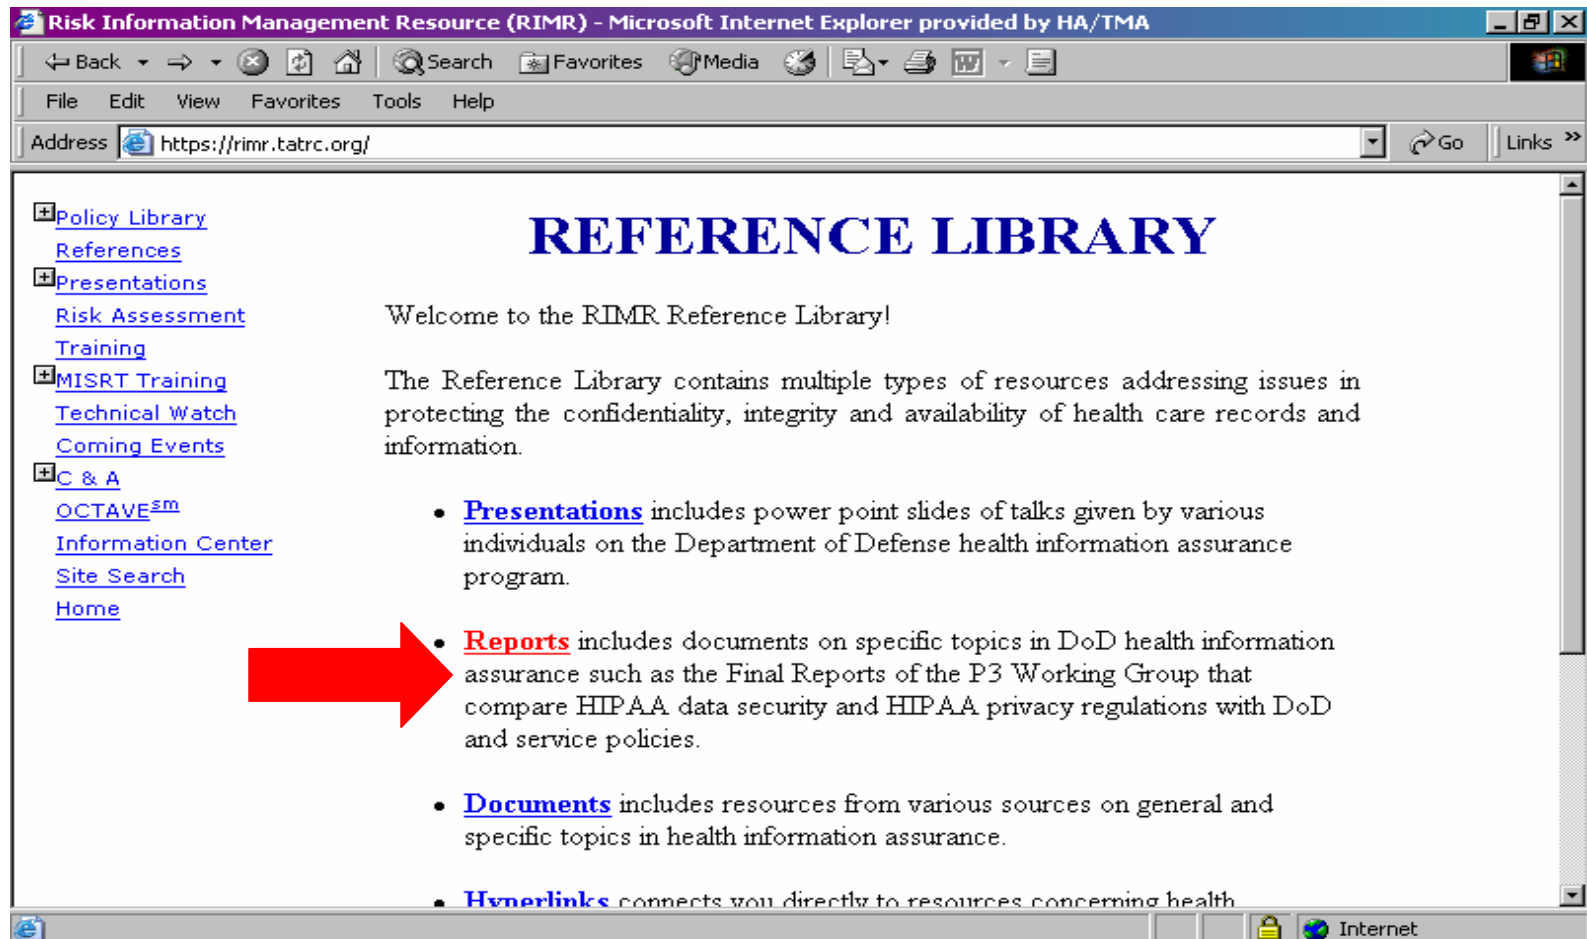 Risk Information Management Resource (RIMR) - Microsoft Internet Explorer provided by HA/TMA
Back Search Favorites Media
File Edit View Favorites Tools Help
Address https://rimr.tatrc.org/ Go Links »
Policy Library
References
Presentations
Risk Assessment
Training
MISRT Training
Technical Watch
Coming Events
C & A
OCTAVEsm
Information Center
Site Search
Home
REFERENCE LIBRARY
Welcome to the RIMR Reference Library!
The Reference Library contains multiple types of resources addressing issues in
protecting the confidentiality, integrity and availability of health care records and
information.
• Presentations includes power point slides of talks given by various
individuals on the Department of Defense health information assurance
program.
• Reports includes documents on specific topics in DoD health information
assurance such as the Final Reports of the P3 Working Group that
compare HIPAA data security and HIPAA privacy regulations with DoD
and service policies.
• Documents includes resources from various sources on general and
specific topics in health information assurance.
• Hyperlinks connects you directly to resources concerning health
Internet